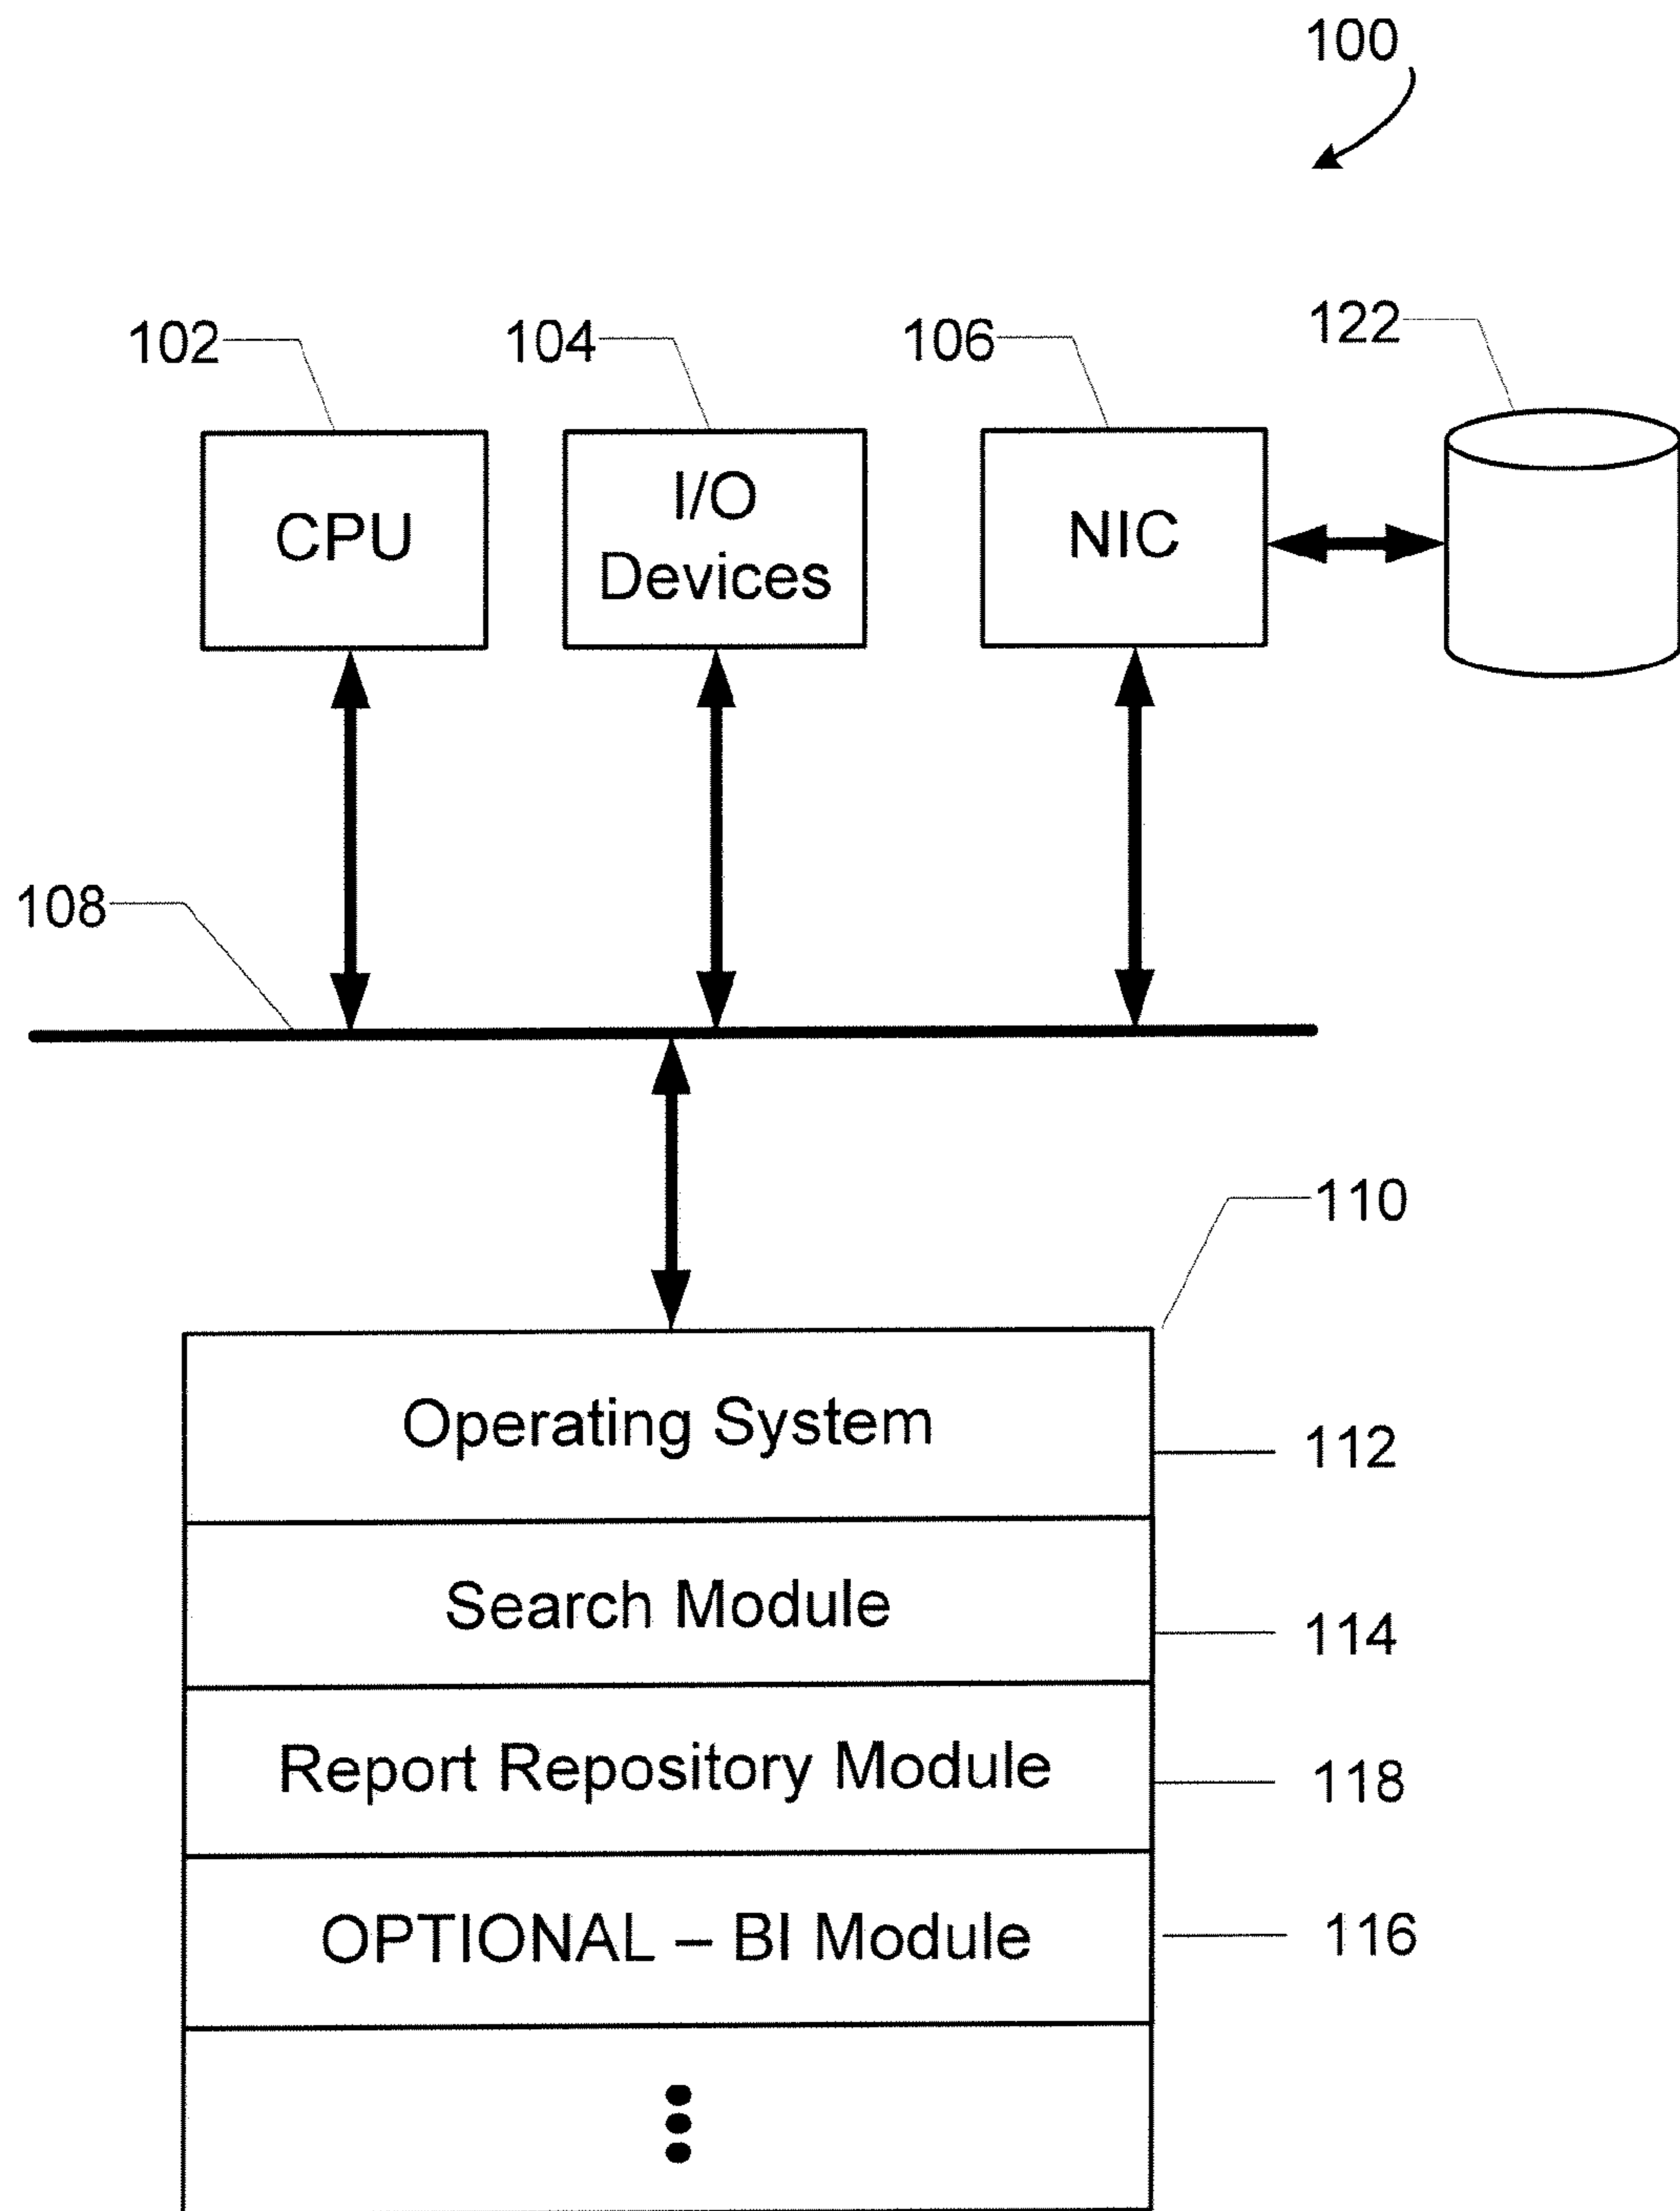 100
102
104
106
122
CPU
I/O
Devices
NIC
108
110
Operating System
112
Search Module
114
Report Repository Module
118
OPTIONAL – BI Module
116